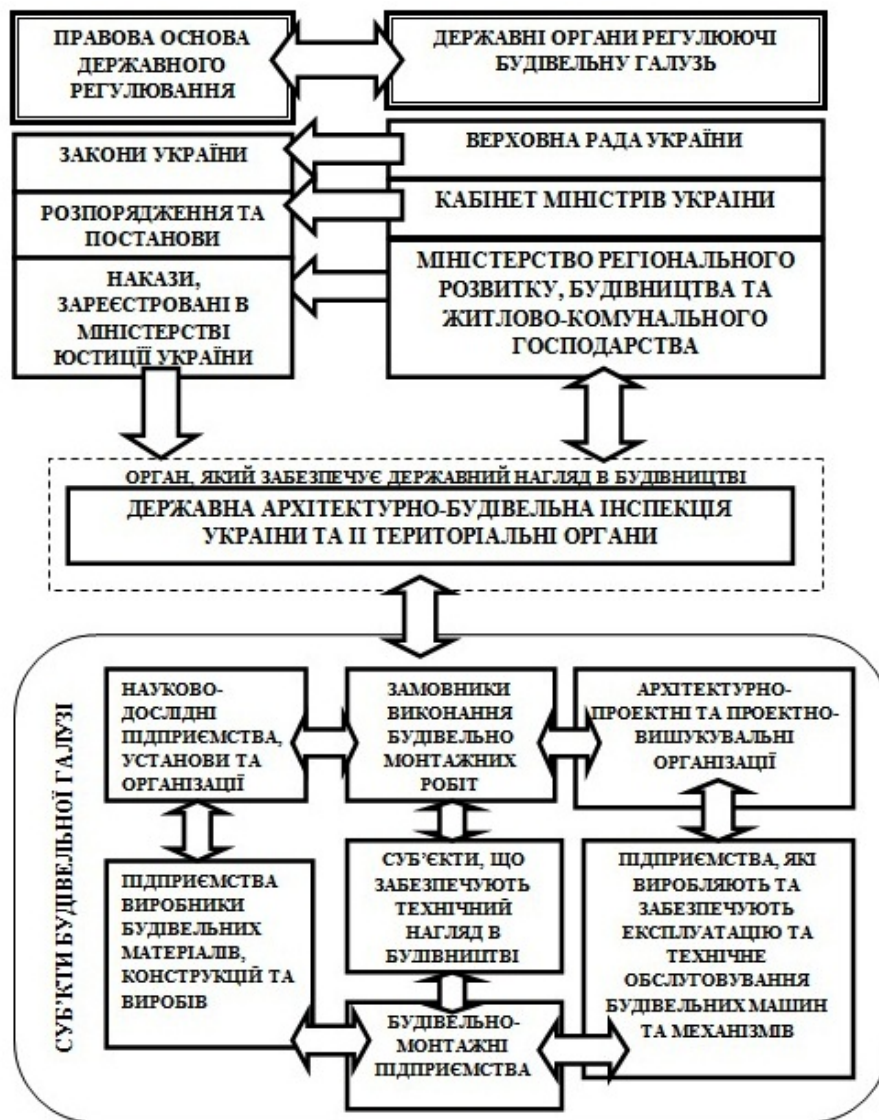 ПРАВОВА ОСНОВА
ДЕРЖАВНОГО
РЕГУЛЮВАННЯ
ДЕРЖАВНІ ОРГАНИ РЕГУЛЮЮЧІ
БУДІВЕЛЬНУ ГАЛУЗЬ
ЗАКОНИ УКРАЇНИ
ВЕРХОВНА РАДА УКРАЇНИ
РОЗПОРЯДЖЕННЯ ТА
ПОСТАНОВИ
КАБІНЕТ МІНІСТРІВ УКРАЇНИ
НАКАЗИ,
ЗАРЕЄСТРОВАНІ В
МІНІСТЕРСТВІ
ЮСТИЦІЇ УКРАЇНИ
МІНІСТЕРСТВО РЕГІОНАЛЬНОГО
РОЗВИТКУ, БУДІВНИЦТВА ТА
ЖИТЛОВО-КОМУНАЛЬНОГО
ГОСПОДАРСТВА
ОРГАН, ЯКИЙ ЗАБЕЗПЕЧУЄ ДЕРЖАВНИЙ НАГЛЯД В БУДІВНИЦТВІ
ДЕРЖАВНА АРХІТЕКТУРНО-БУДІВЕЛЬНА ІНСПЕКЦІЯ
УКРАЇНИ ТА ІІ ТЕРИТОРІАЛЬНІ ОРГАНИ
СУБ'ЄКТИ БУДІВЕЛЬНОЇ ГАЛУЗІ
НАУКОВО-
ДОСЛІДНІ
ПІДПРИЄМСТВА,
УСТАНОВИ ТА
ОРГАНІЗАЦІЇ
ЗАМОВНИКИ
ВИКОНАННЯ
БУДІВЕЛЬНО
МОНТАЖНИХ
РОБІТ
АРХІТЕКТУРНО-
ПРОЕКТНІ ТА ПРОЕКТНО-
ВИШУКУВАЛЬНІ
ОРГАНІЗАЦІЇ
ПІДПРИЄМСТВА
ВИРОБНИКИ
БУДІВЕЛЬНИХ
МАТЕРІАЛІВ,
КОНСТРУКЦІЙ ТА
ВИРОБІВ
СУБ'ЄКТИ, ЩО
ЗАБЕЗПЕЧУЮТЬ
ТЕХНІЧНИЙ
НАГЛЯД В
БУДІВНИЦТВІ
ПІДПРИЄМСТВА, ЯКІ
ВИРОБЛЯЮТЬ ТА
ЗАБЕЗПЕЧУЮТЬ
ЕКСПЛУАТАЦІЮ ТА
ТЕХНІЧНЕ
ОБСЛУГОВУВАННЯ
БУДІВЕЛЬНИХ МАШИН
ТА МЕХАНІЗМІВ
БУДІВЕЛЬНО-
МОНТАЖНІ
ПІДПРИЄМСТВА